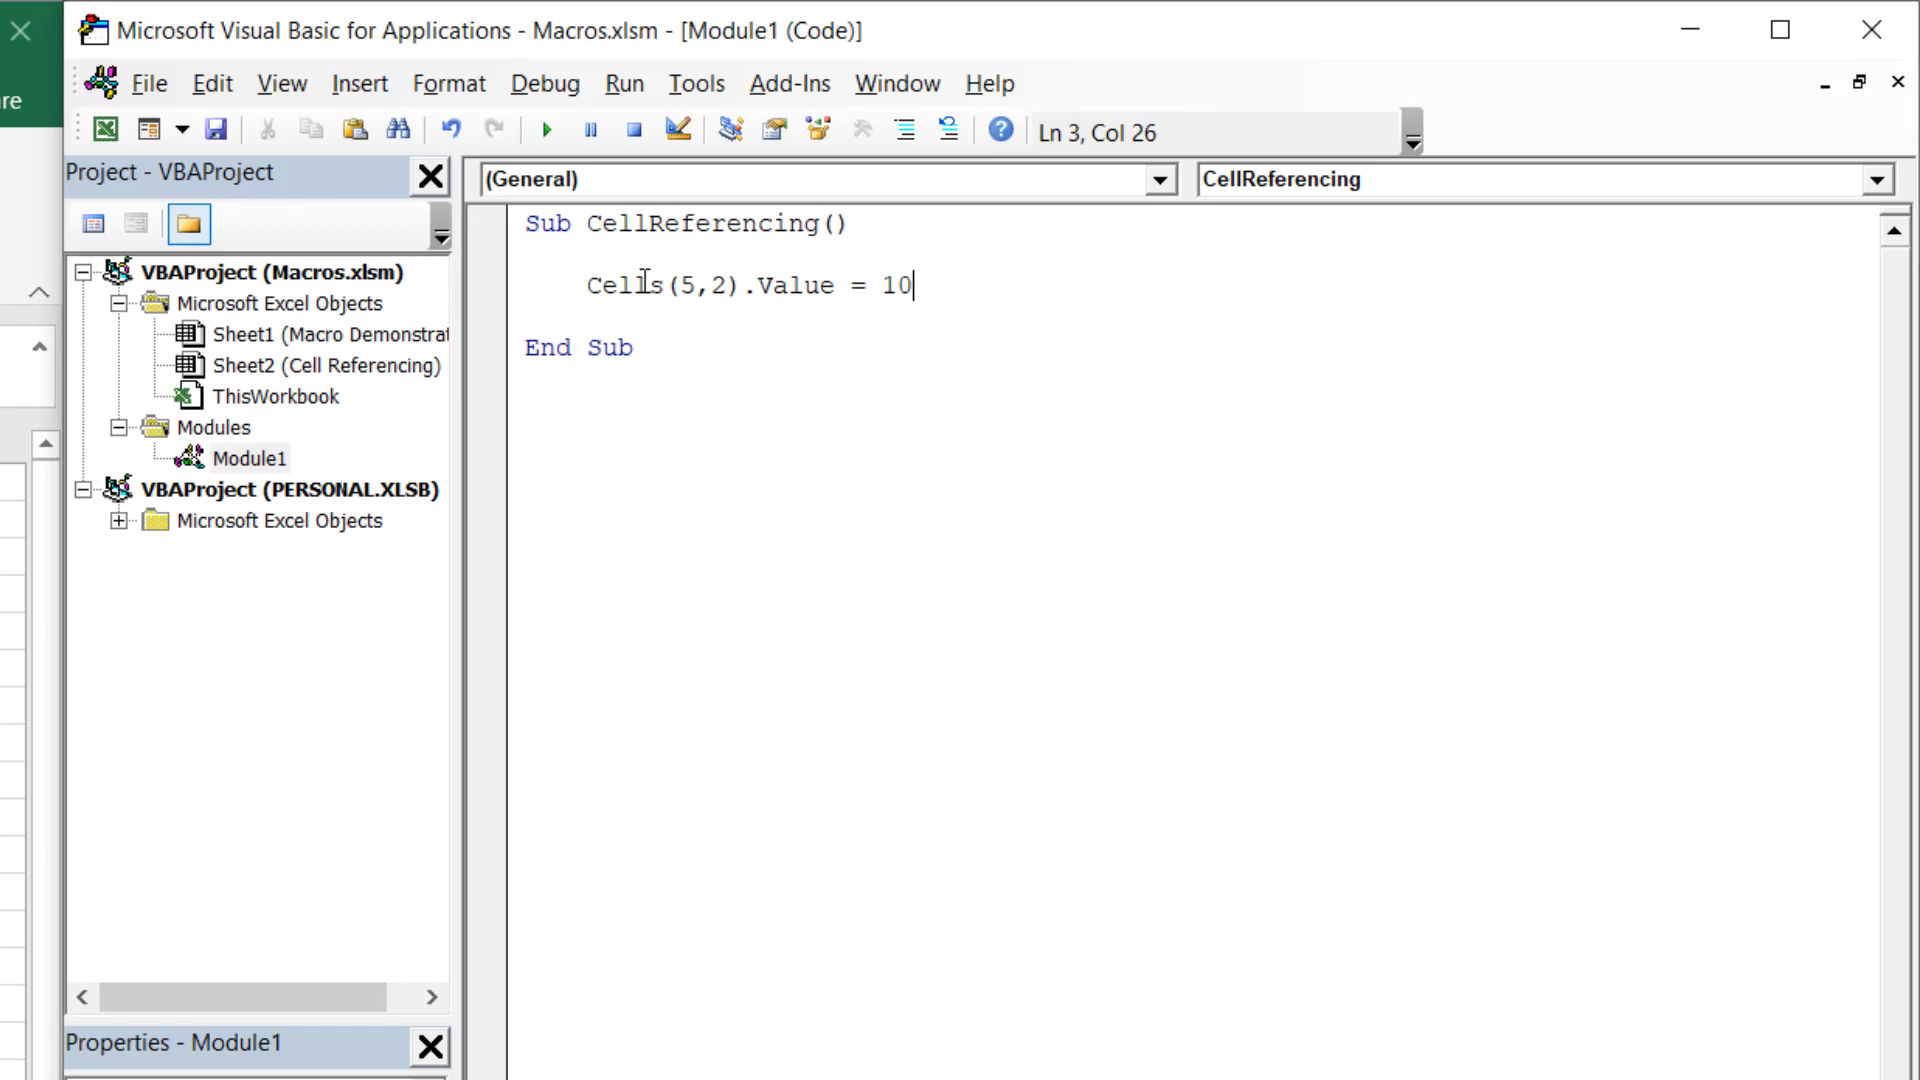 Microsoft Visual Basic for Applications - Macros.xlsm - [Module1 (Code)]
re
File Edit View Insert Format Debug Run Tools Add-Ins Window Help
Ln 3, Col 26
Project - VBAProject
(General) CellReferencing
Sub CellReferencing()
Cells(5,2).Value = 10
End Sub
VBAProject (Macros.xlsm)
Microsoft Excel Objects
Sheet1 (Macro Demonstrat
Sheet2 (Cell Referencing)
ThisWorkbook
Modules
Module1
VBAProject (PERSONAL.XLSB)
Microsoft Excel Objects
Properties - Module1